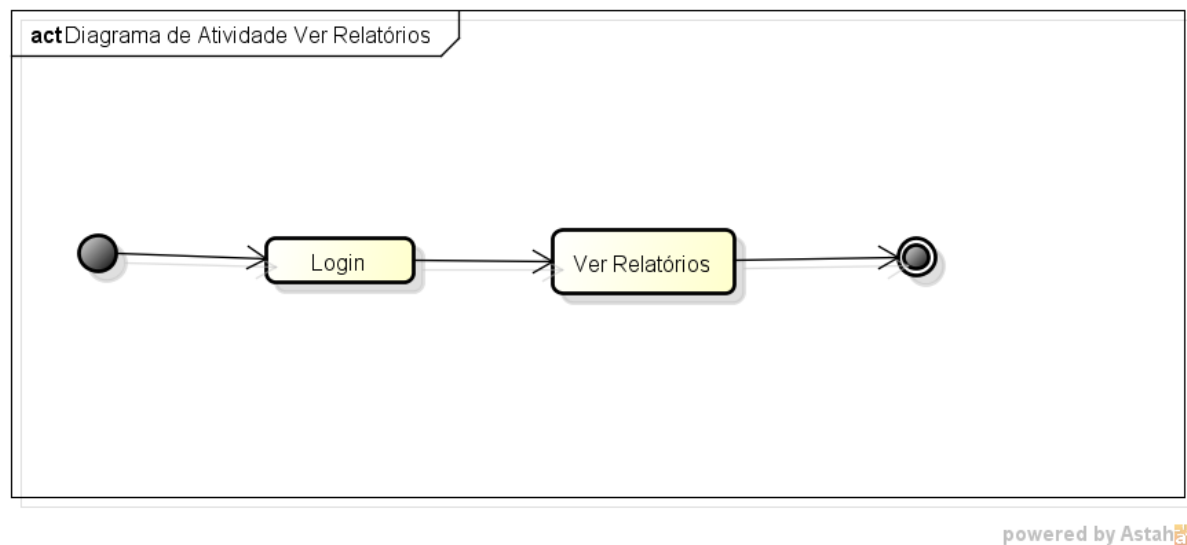 act Diagrama de Atividade Ver Relatórios
Login
Ver Relatórios
powered by Astah